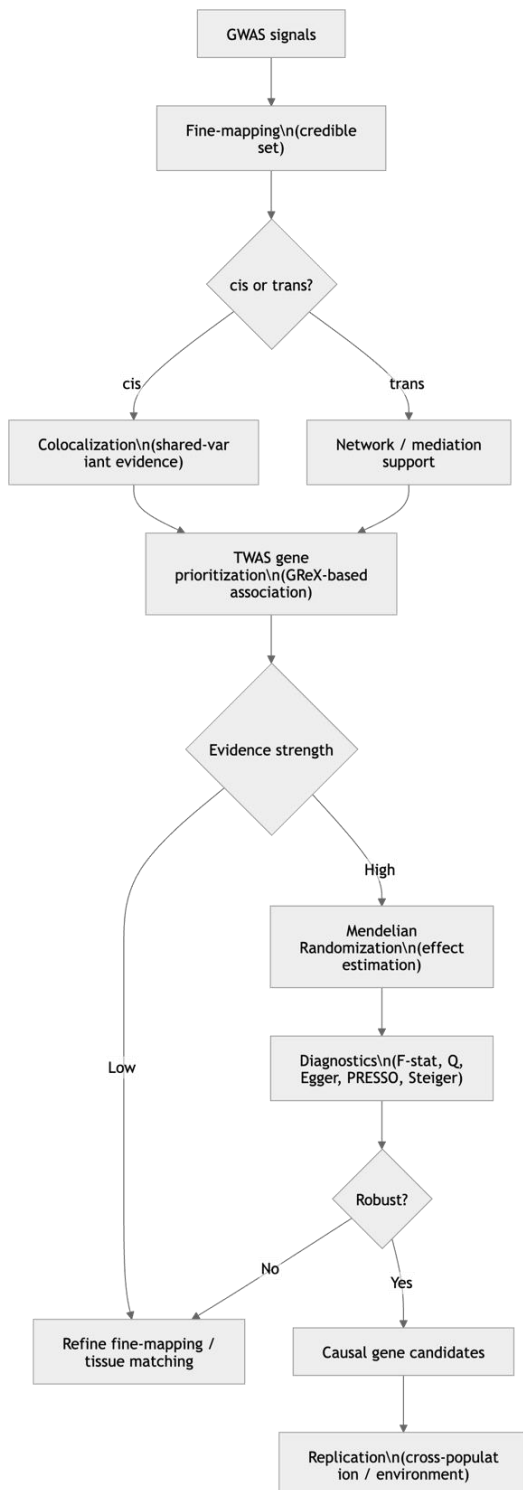 GWAS signals
Fine-mapping\n(credible
set)
cis or trans?
cis
trans
Colocalization\n(shared-var
iant evidence)
Network / mediation
support
TWAS gene
prioritization\n(GReX-based
association)
Evidence strength
High
Mendelian
Randomization\n(effect
estimation)
Low
Diagnostics\n(F-stat, Q,
Egger, PRESSO, Steiger)
Robust?
No
Yes
Refine fine-mapping /
tissue matching
Causal gene candidates
Replication\n(cross-populat
ion / environment)